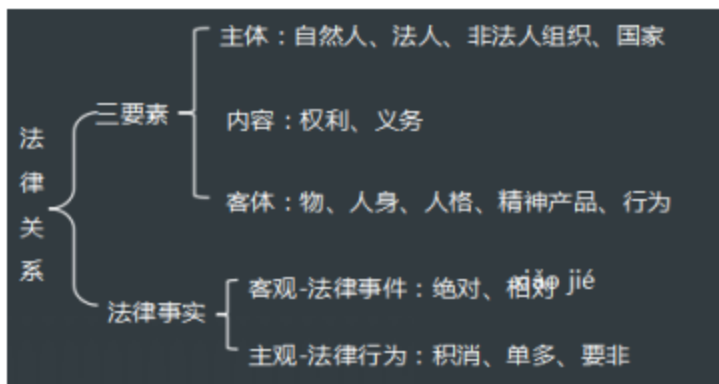 法律关系
三要素
主体：自然人、法人、非法人组织、国家
内容：权利、义务
客体：物、人身、人格、精神产品、行为
法律事实
客观-法律事件：绝对、相对
xiǎo jié
主观-法律行为：积消、单多、要非